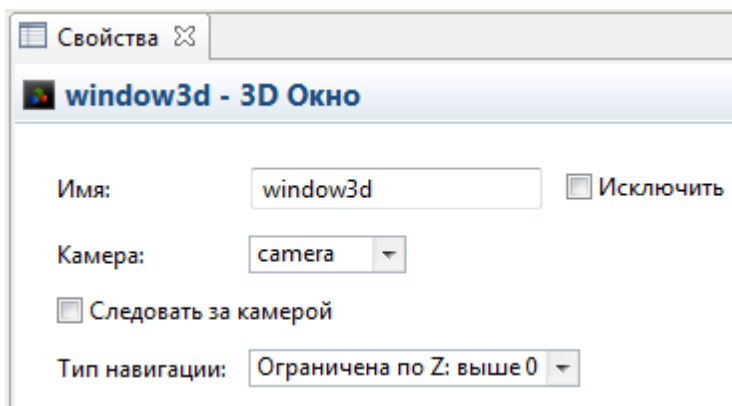 Свойства
window3d - 3D Окно
Имя: window3d Исключить
Камера: camera
Следовать за камерой
Тип навигации: Ограничена по Z: выше 0